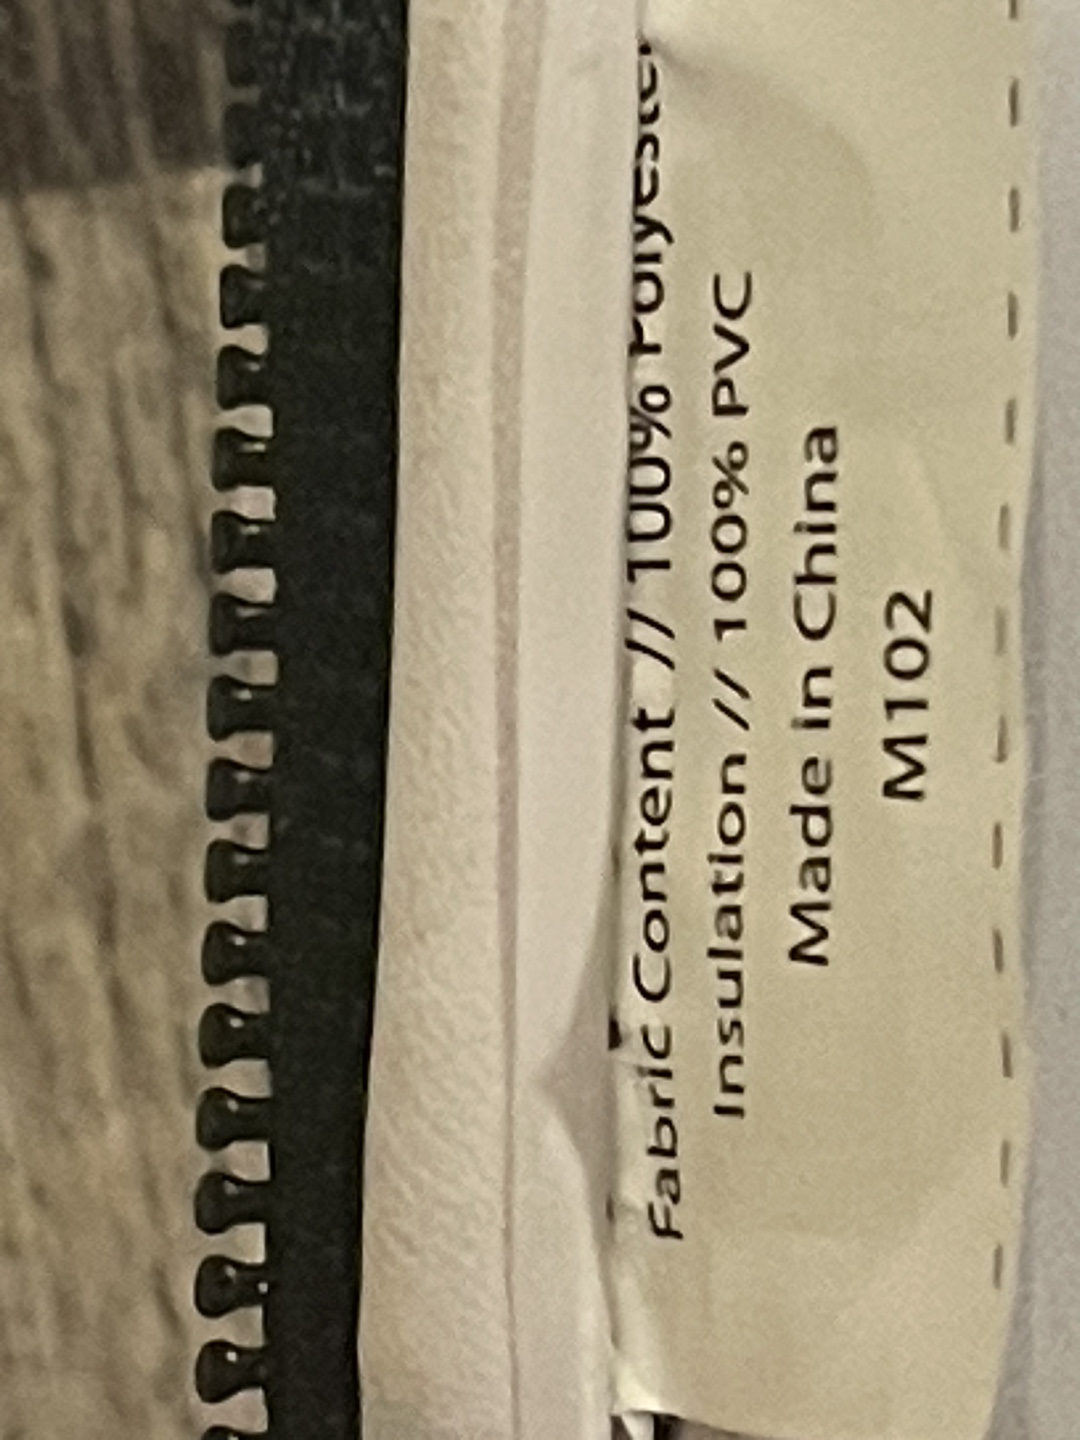 Fabric Content // 100% Polyester
Insulation // 100% PVC
Made in China
M102